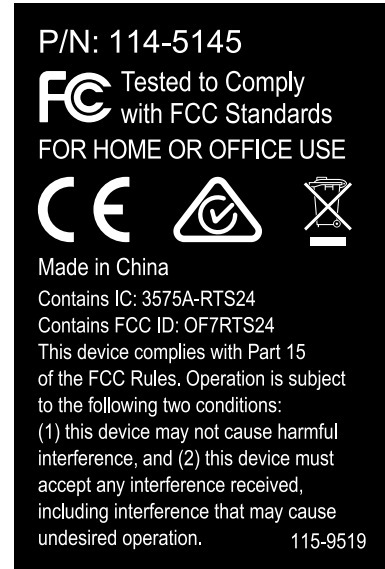 P/N: 114-5145
FC Tested to Comply
with FCC Standards
FOR HOME OR OFFICE USE
CE
Made in China
Contains IC: 3575A-RTS24
Contains FCC ID: OF7RTS24
This device complies with Part 15
of the FCC Rules. Operation is subject
to the following two conditions:
(1) this device may not cause harmful
interference, and (2) this device must
accept any interference received,
including interference that may cause
undesired operation. 115-9519